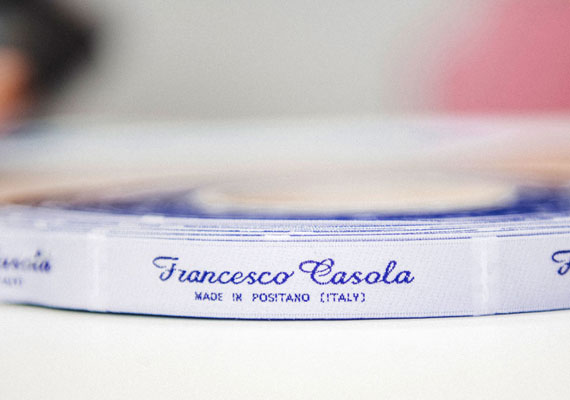 Francesco Casola
MADE IN POSITANO (ITALY)